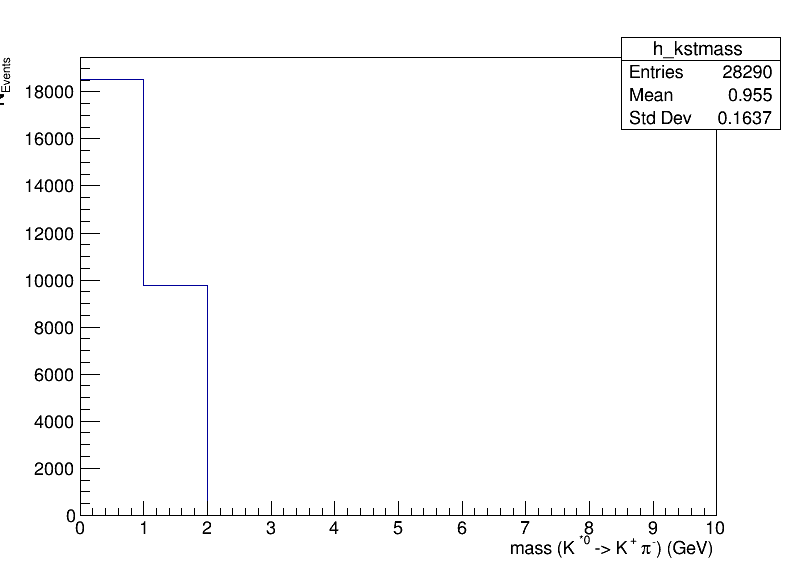 h_kstmass
Entries 28290
Mean 0.955
Std Dev 0.1637
N_Events
18000
16000
14000
12000
10000
8000
6000
4000
2000
0
0 1 2 3 4 5 6 7 8 9 10
mass (K*0 -> K+ π-) (GeV)